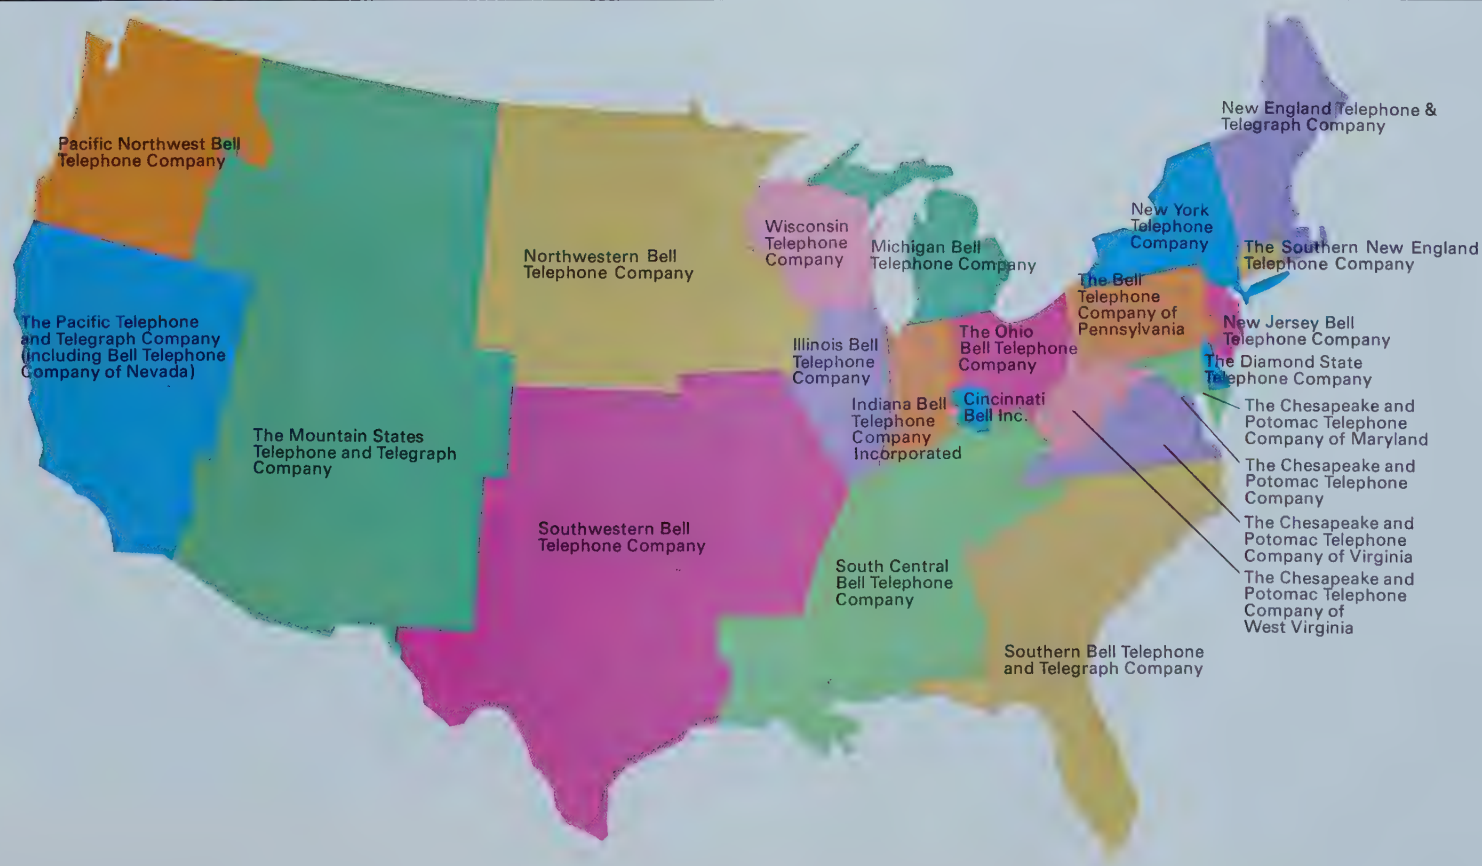 Pacific Northwest Bell
Telephone Company
The Pacific Telephone
and Telegraph Company
(including Bell Telephone
Company of Nevada)
The Mountain States
Telephone and Telegraph
Company
Northwestern Bell
Telephone Company
Southwestern Bell
Telephone Company
Wisconsin
Telephone
Company
Michigan Bell
Telephone Company
Illinois Bell
Telephone
Company
Indiana Bell
Telephone
Company
Incorporated
The Ohio
Bell Telephone
Company
Cincinnati
Bell Inc.
South Central
Bell Telephone
Company
Southern Bell Telephone
and Telegraph Company
New England Telephone &
Telegraph Company
New York
Telephone
Company
The Southern New England
Telephone Company
The Bell
Telephone
Company of
Pennsylvania
New Jersey Bell
Telephone Company
The Diamond State
Telephone Company
The Chesapeake and
Potomac Telephone
Company of Maryland
The Chesapeake and
Potomac Telephone
Company
The Chesapeake and
Potomac Telephone
Company of Virginia
The Chesapeake and
Potomac Telephone
Company of
West Virginia